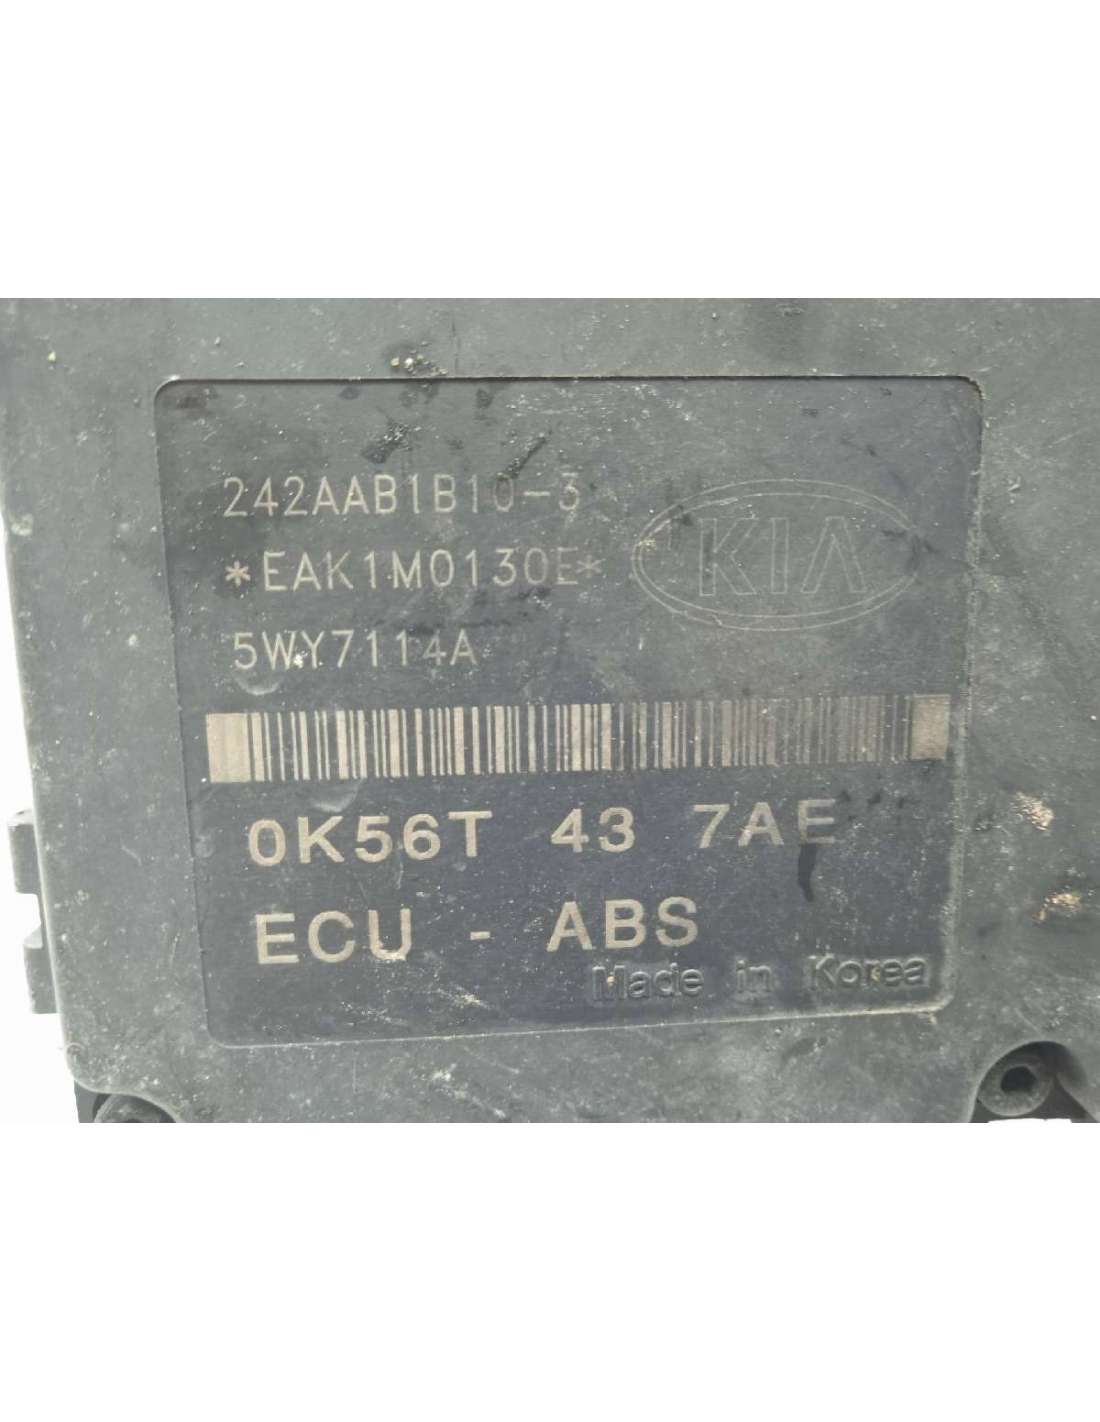 242AAB1B10-3
*EAK1M0130E*
KIA
5WY7114A
0K56T 43 7AE
ECU - ABS
Made in Korea